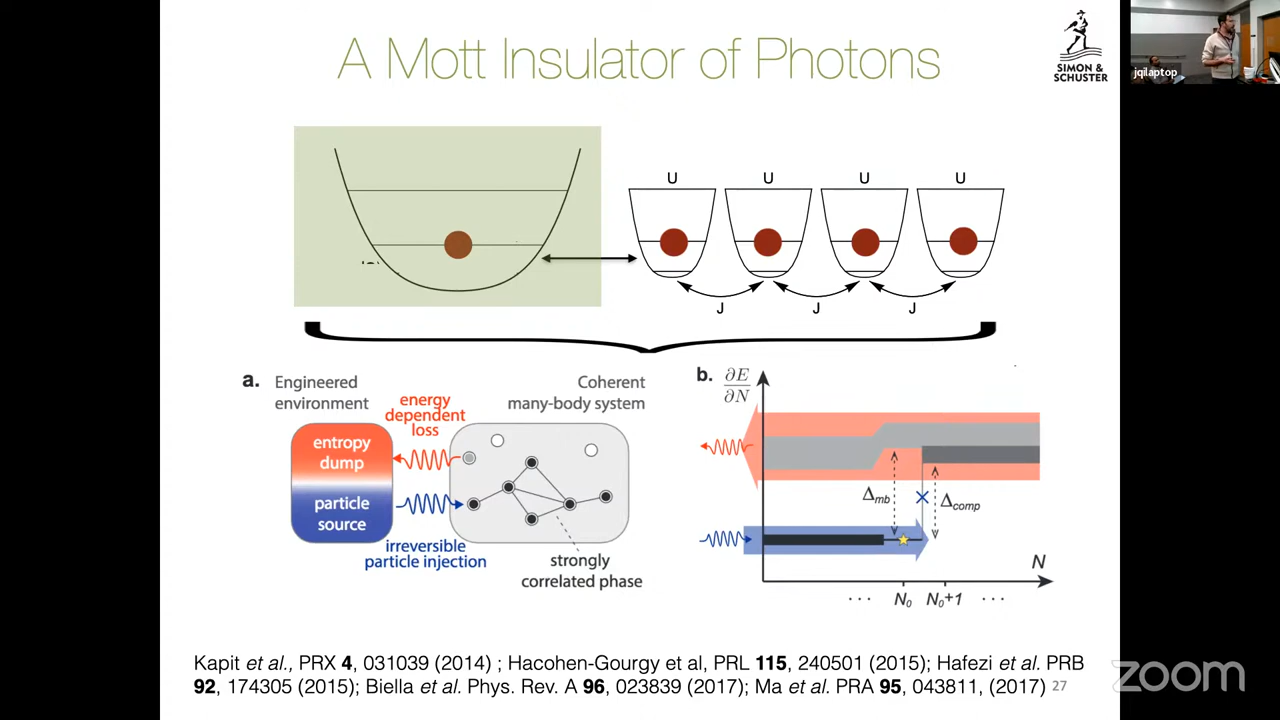 A Mott Insulator of Photons
SIMON &
SCHUSTER
jqilaptop
U U U U
J J J
a. Engineered
environment
energy
dependent
loss
Coherent
many-body system
entropy
dump
particle
source
irreversible
particle injection
strongly
correlated phase
b. ∂E
∂N
Δmb
Δcomp
N
··· N₀ N₀+1 ···
Kapit et al., PRX 4, 031039 (2014) ; Hacohen-Gourgy et al, PRL 115, 240501 (2015); Hafezi et al. PRB
92, 174305 (2015); Biella et al. Phys. Rev. A 96, 023839 (2017); Ma et al. PRA 95, 043811, (2017) 27
zoom